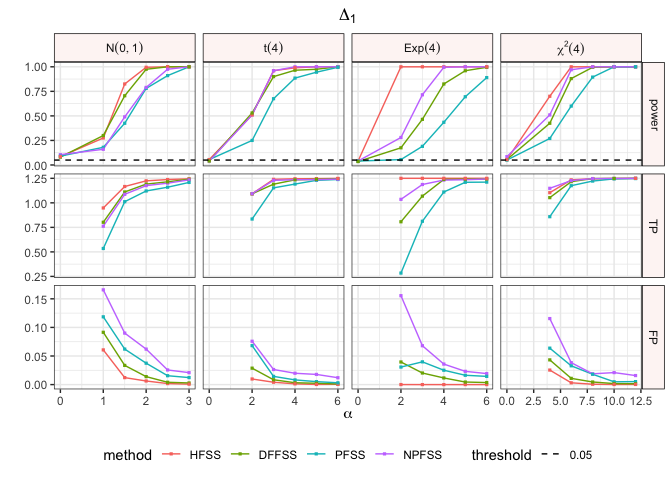 Δ1
N(0, 1) t(4) Exp(4) χ²(4)
1.00
0.75
0.50
0.25
0.00
power
1.25
1.00
0.75
0.50
0.25
TP
0.15
0.10
0.05
0.00
FP
0 1 2 3 0 2 4 6 0 2 4 6 0.0 2.5 5.0 7.5 10.0 12.5
α
method HFSS DFFSS PFSS NPFSS threshold 0.05